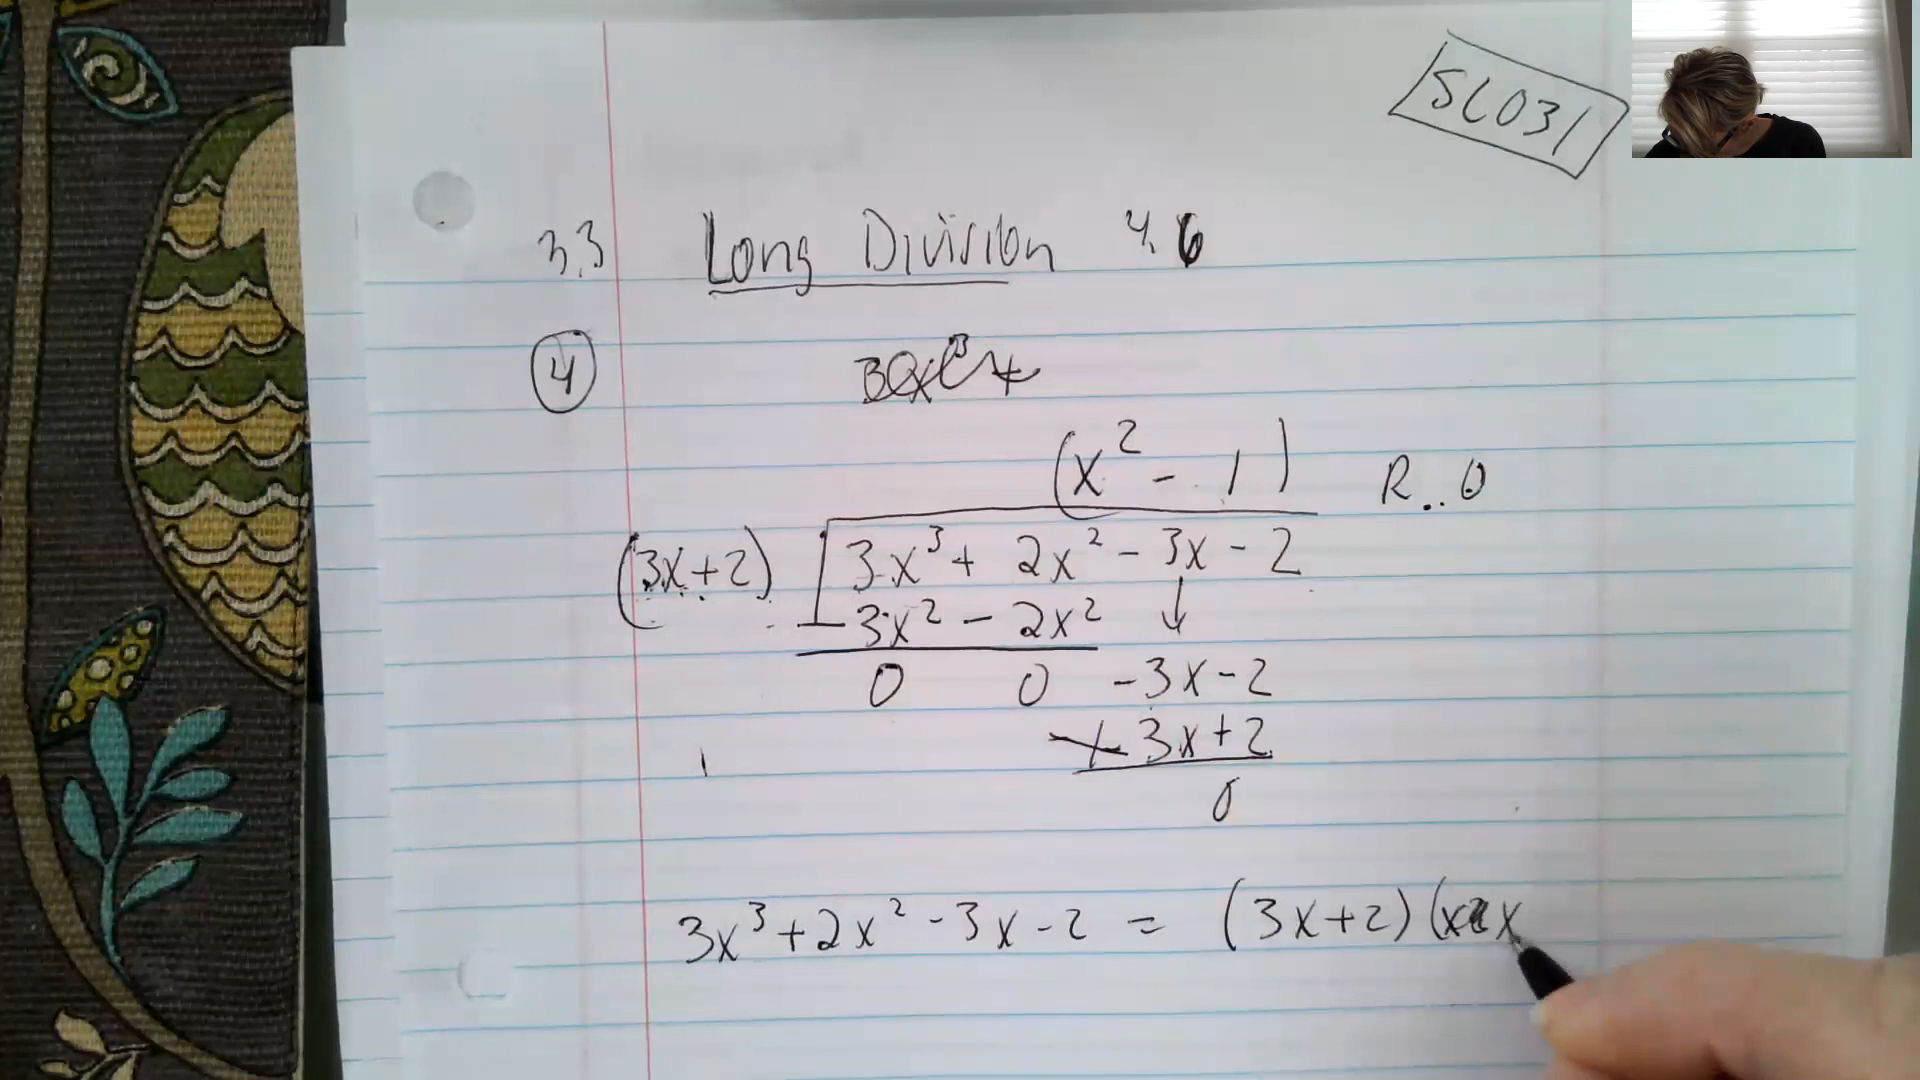 SC031
3.3 Long Division 4.6
4
(x² - 1) R..0
(3x+2) 3x³ + 2x² - 3x - 2
- 3x² - 2x²
0 0 -3x-2
3x+2
0
3x³+2x²-3x-2 = (3x+2)(x